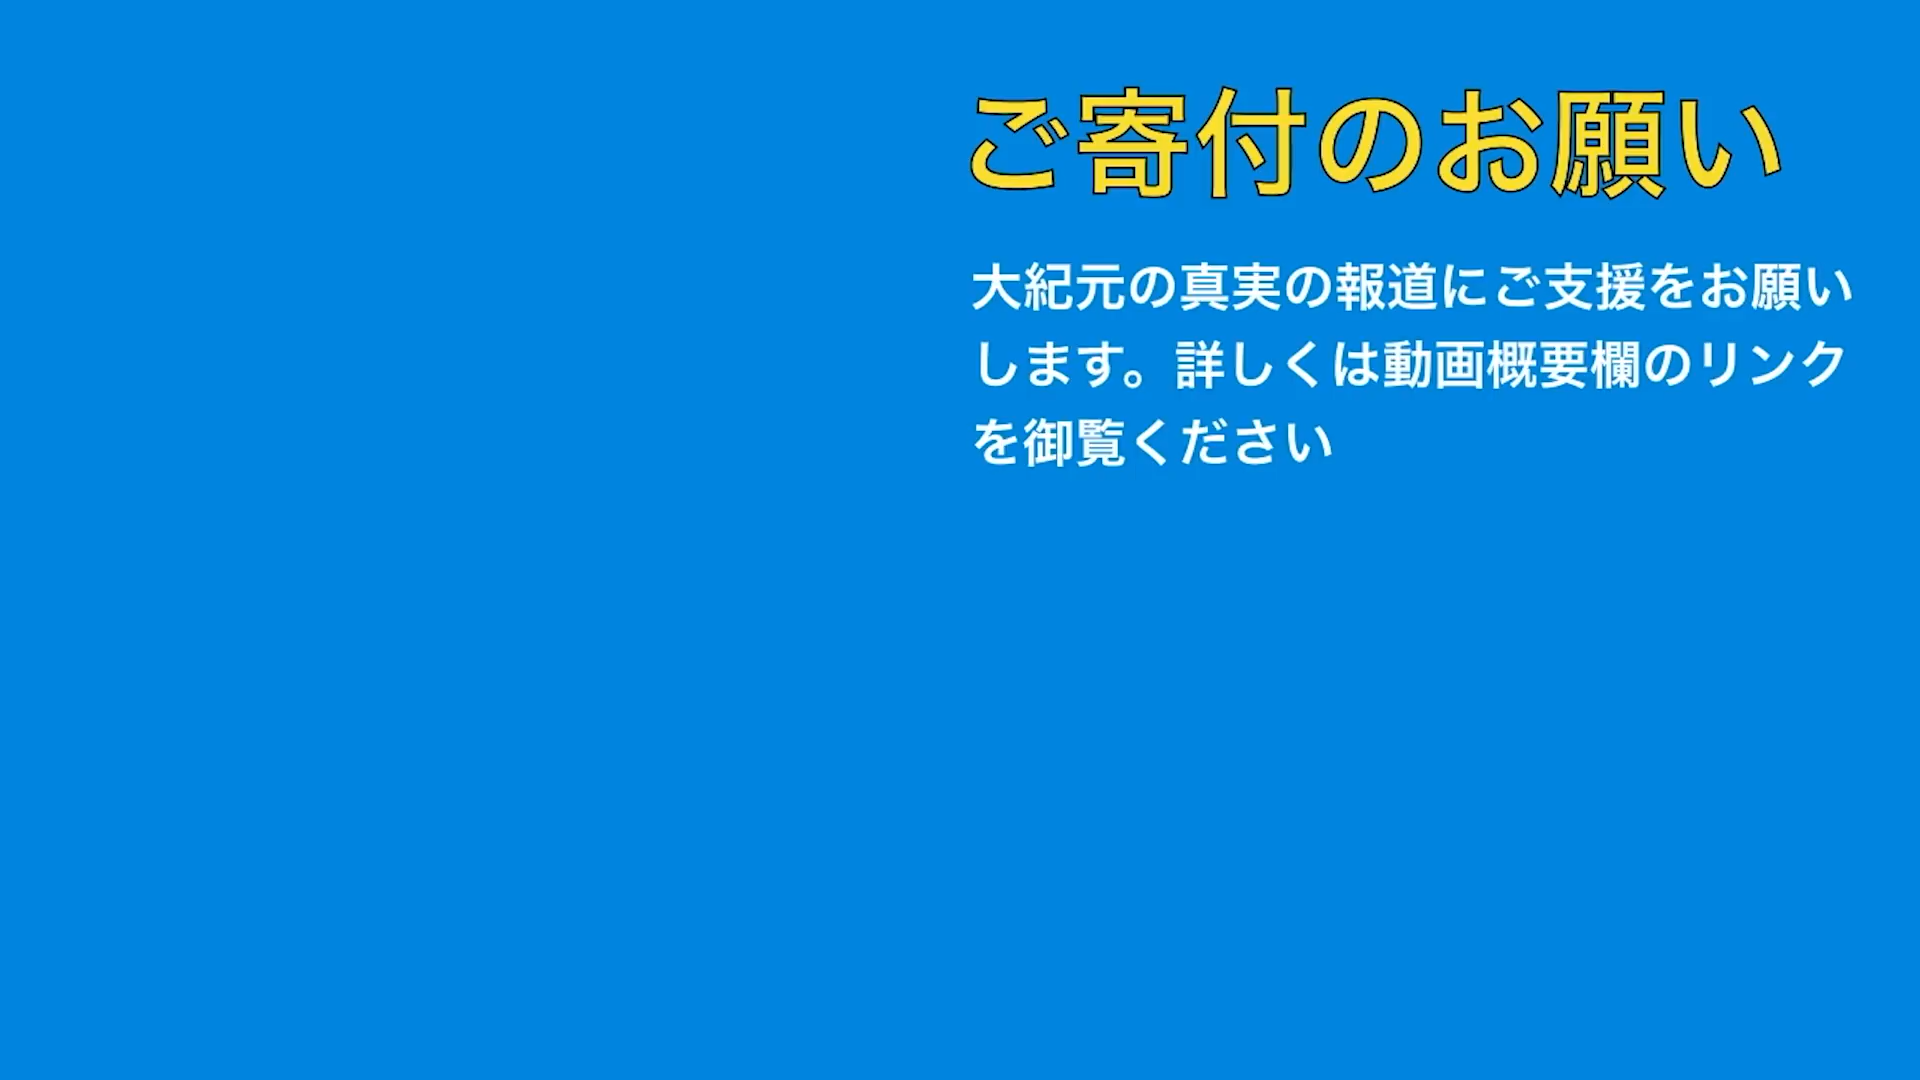 ご寄付のお願い
大紀元の真実の報道にご支援をお願い
します。詳しくは動画概要欄のリンク
を御覧ください